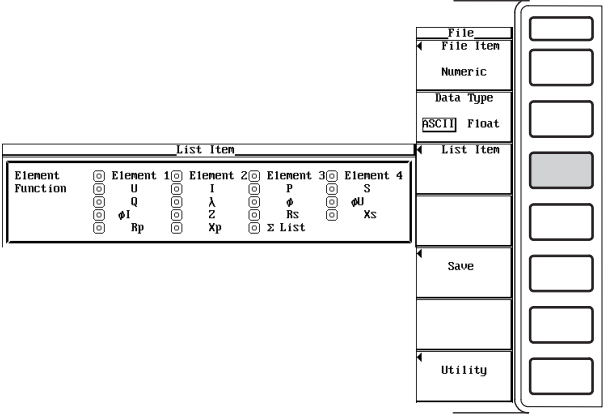 File
File Item
Numeric
Data Type
ASCII Float
List Item
Save
Utility
List Item
Element Element 1 Element 2 Element 3 Element 4
Function U I P S
Q λ ϕ ϕU
ϕI Z Rs Xs
Rp Xp Σ List